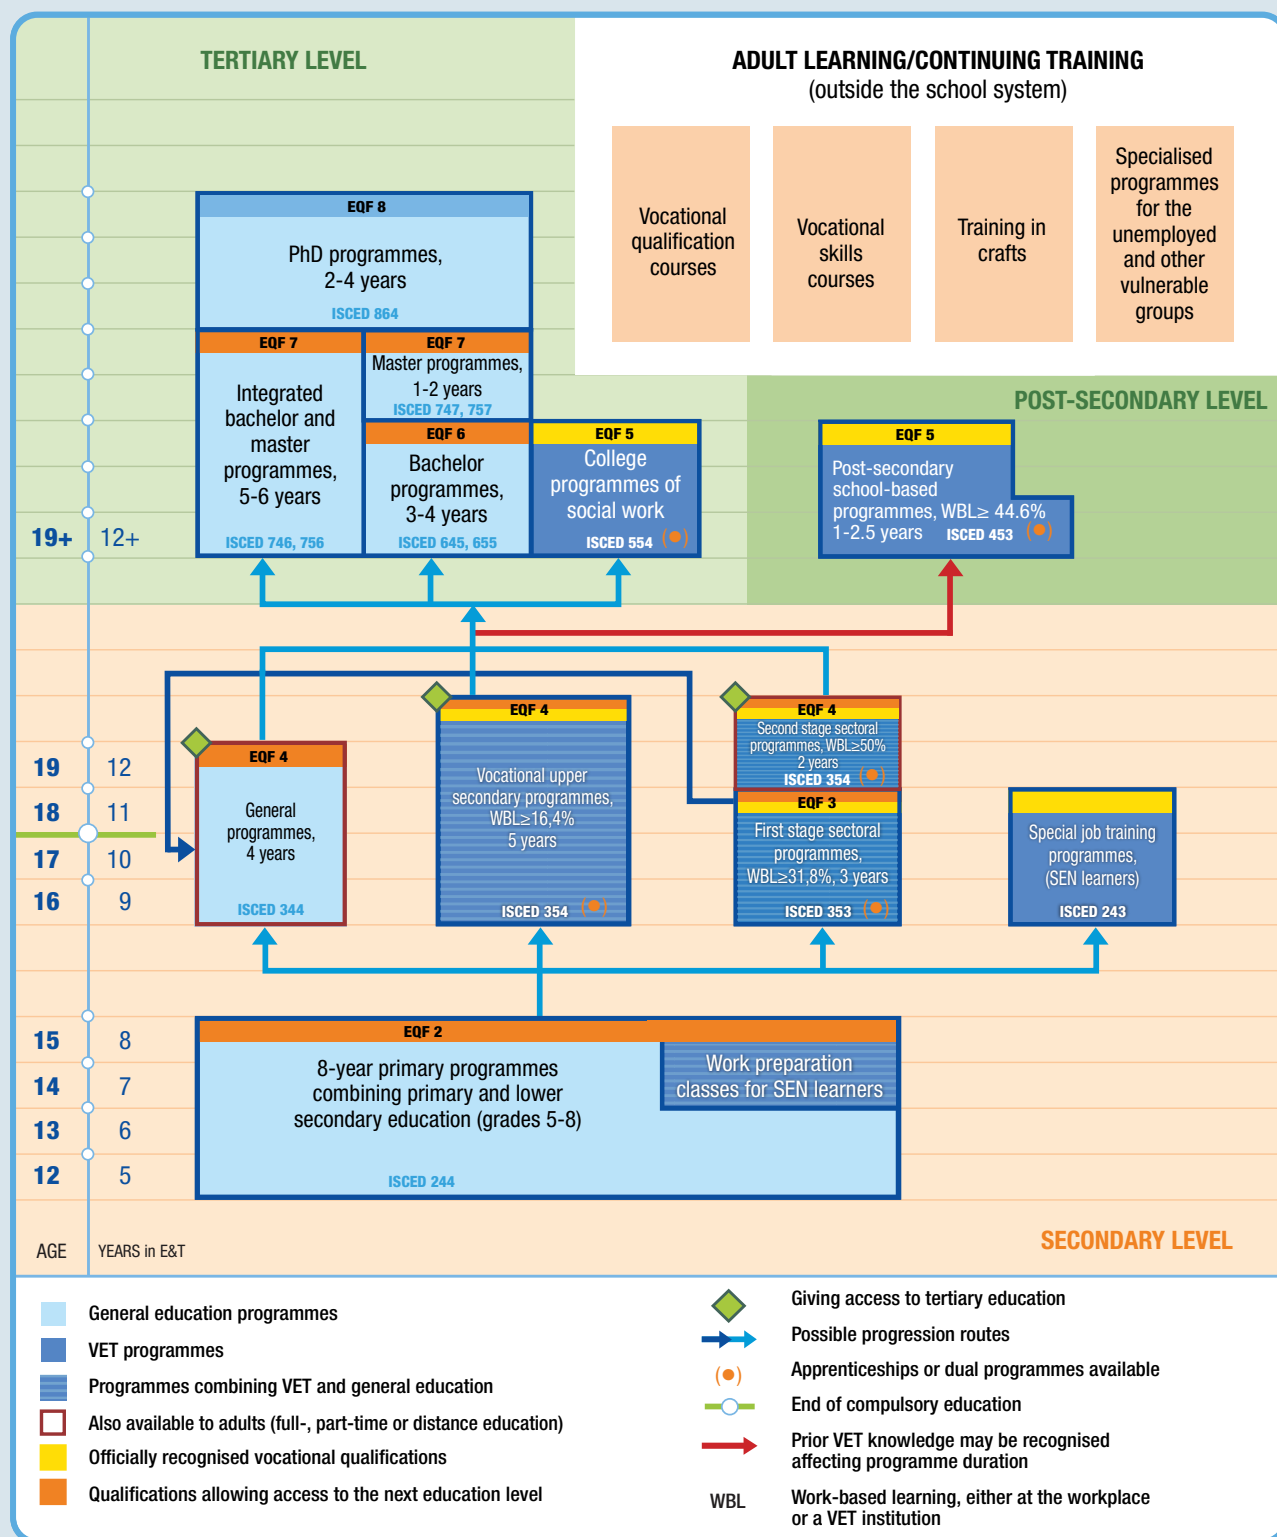 TERTIARY LEVEL
ADULT LEARNING/CONTINUING TRAINING
(outside the school system)
Vocational
qualification
courses
Vocational
skills
courses
Training in
crafts
Specialised
programmes
for the
unemployed
and other
vulnerable
groups
EQF 8
PhD programmes,
2-4 years
ISCED 864
EQF 7
Integrated
bachelor and
master
programmes,
5-6 years
ISCED 746, 756
EQF 7
Master programmes,
1-2 years
ISCED 747, 757
EQF 6
Bachelor
programmes,
3-4 years
ISCED 645, 655
EQF 5
College
programmes of
social work
ISCED 554
POST-SECONDARY LEVEL
EQF 5
Post-secondary
school-based
programmes, WBL≥ 44.6%
1-2.5 years ISCED 453
19+ 12+
EQF 4
General
programmes,
4 years
ISCED 344
EQF 4
Vocational upper
secondary programmes,
WBL≥16,4%
5 years
ISCED 354
EQF 4
Second stage sectoral
programmes, WBL≥50%
2 years
ISCED 354
EQF 3
First stage sectoral
programmes,
WBL≥31,8%, 3 years
ISCED 353
Special job training
programmes,
(SEN learners)
ISCED 243
19 12
18 11
17 10
16 9
EQF 2
8-year primary programmes
combining primary and lower
secondary education (grades 5-8)
ISCED 244
Work preparation
classes for SEN learners
15 8
14 7
13 6
12 5
AGE YEARS in E&T
SECONDARY LEVEL
General education programmes
VET programmes
Programmes combining VET and general education
Also available to adults (full-, part-time or distance education)
Officially recognised vocational qualifications
Qualifications allowing access to the next education level
Giving access to tertiary education
Possible progression routes
Apprenticeships or dual programmes available
End of compulsory education
Prior VET knowledge may be recognised
affecting programme duration
WBL Work-based learning, either at the workplace
or a VET institution